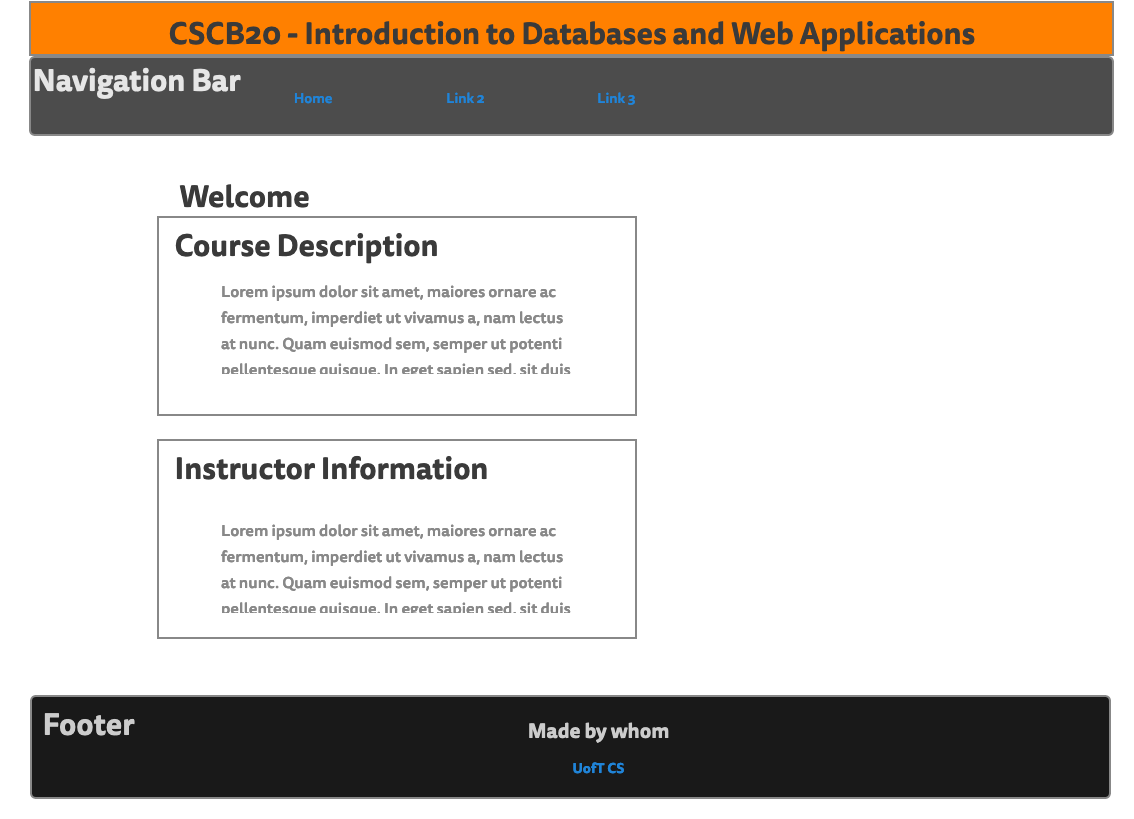 CSCB20 - Introduction to Databases and Web Applications
Navigation Bar
Home Link 2 Link 3
Welcome
Course Description
Lorem ipsum dolor sit amet, maiores ornare ac
fermentum, imperdiet ut vivamus a, nam lectus
at nunc. Quam euismod sem, semper ut potenti
pellentesque quisque. In eget sapien sed, sit duis
Instructor Information
Lorem ipsum dolor sit amet, maiores ornare ac
fermentum, imperdiet ut vivamus a, nam lectus
at nunc. Quam euismod sem, semper ut potenti
pellentesque quisque. In eget sapien sed, sit duis
Footer
Made by whom
UofT CS